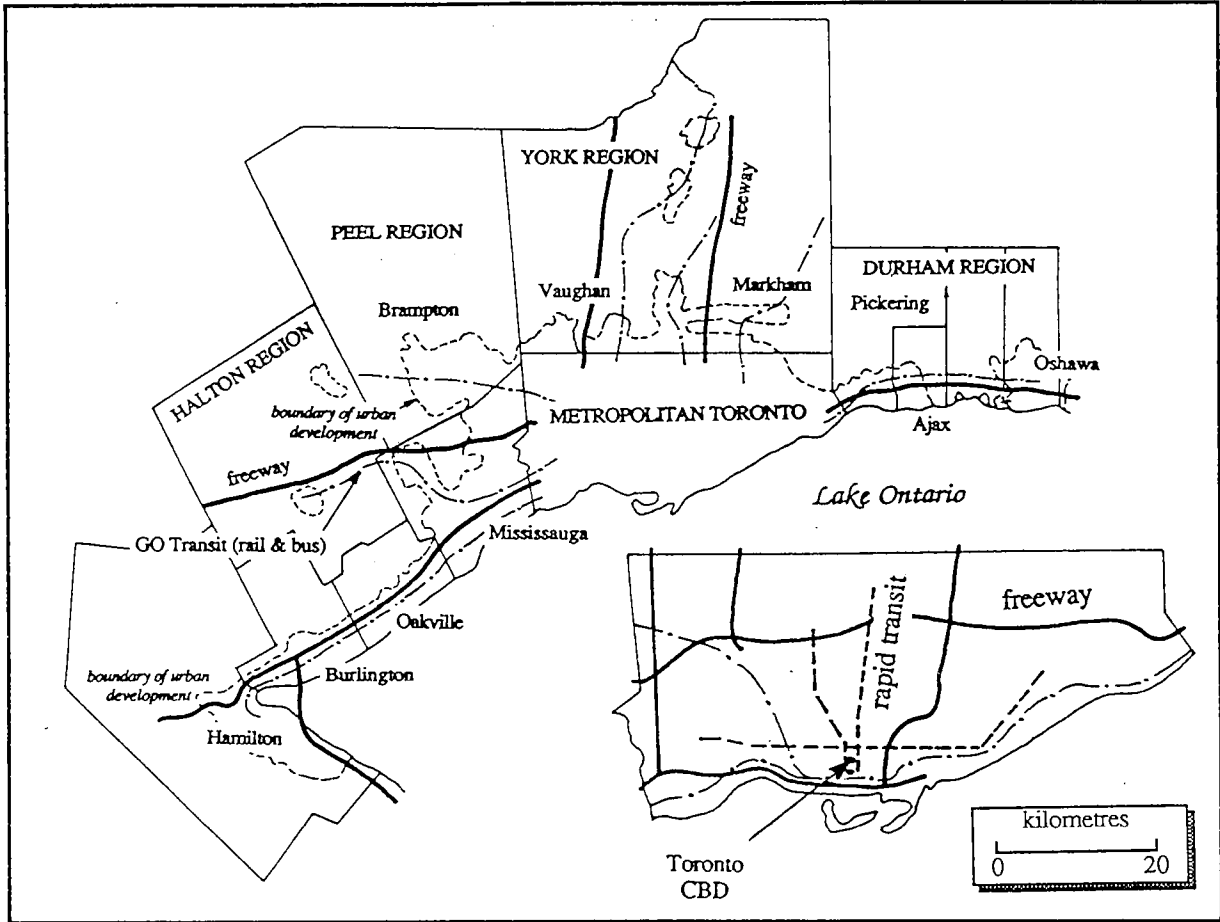 YORK REGION
freeway
PEEL REGION
DURHAM REGION
Vaughan
Markham
Pickering
Brampton
HALTON REGION
Oshawa
boundary of urban
development
METROPOLITAN TORONTO
Ajax
freeway
Lake Ontario
GO Transit (rail & bus)
Mississauga
Oakville
boundary of urban
development
Burlington
Hamilton
rapid transit
freeway
Toronto
CBD
kilometres
0 20